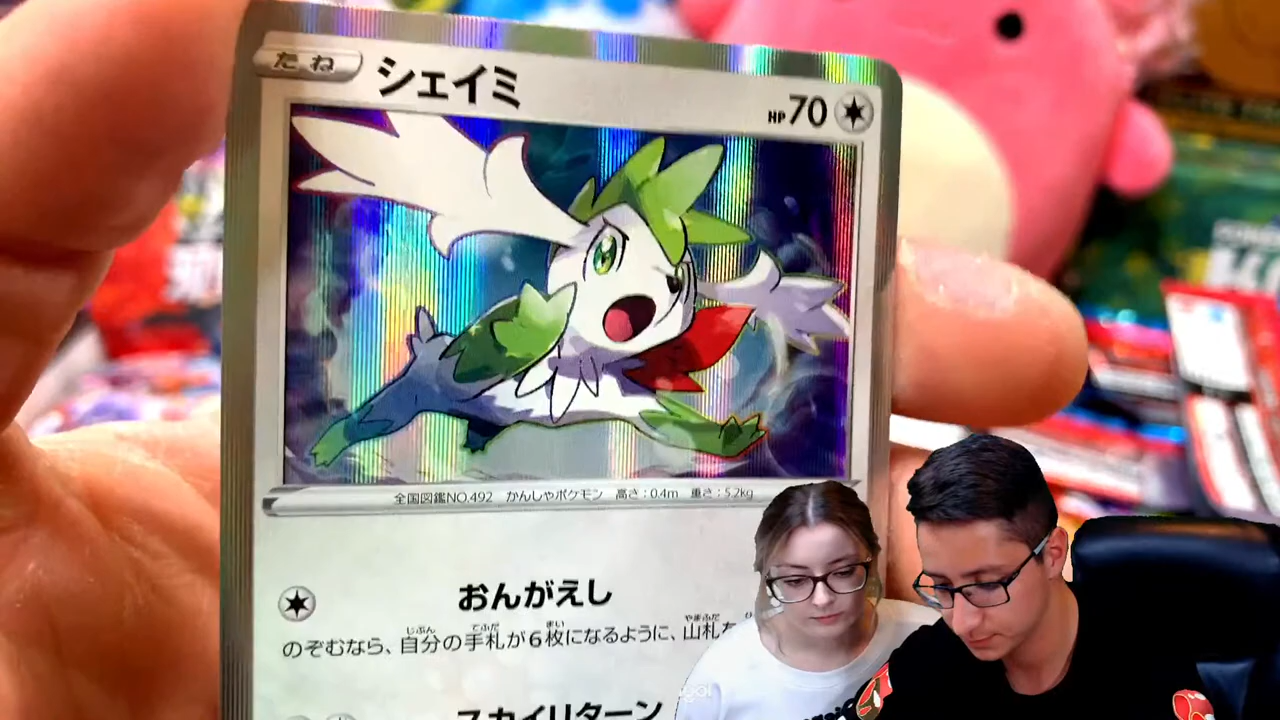 たね シェイミ HP70
全国図鑑NO.492 かんしゃポケモン 高さ:0.4m 重さ:5.2kg
おんがえし
のぞむなら、自分の手札が6枚になるように、山札を
スカイリターン